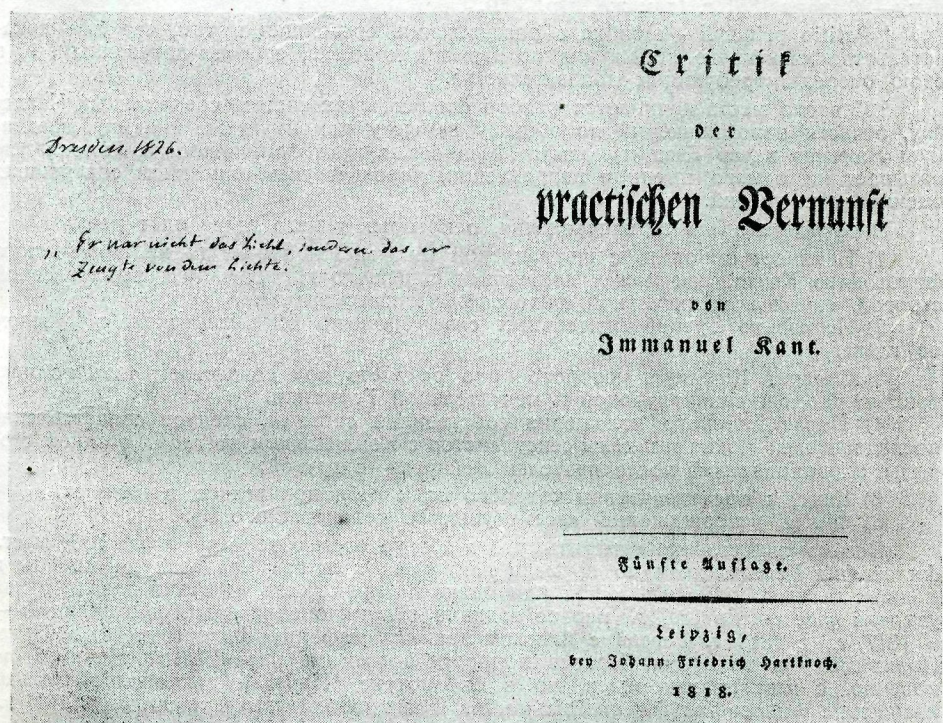 Dresden 1826.
„ Er war nicht das Licht, sondern das er
Zeugte von dem Lichte.
Critik
der
practischen Vernunft
von
Immanuel Kant.
Fünfte Auflage.
Leipzig,
bey Johann Friedrich Hartknoch.
1818.